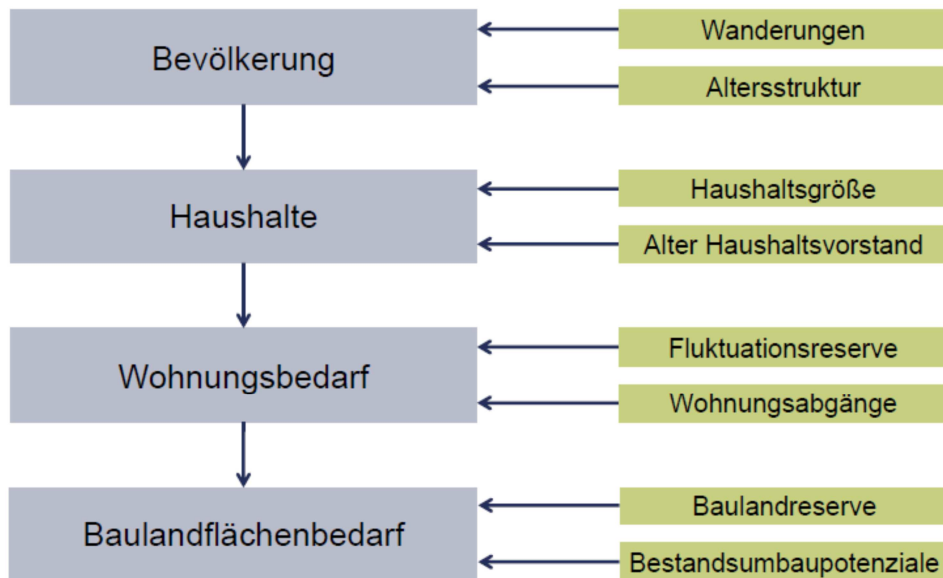 Bevölkerung
Wanderungen
Altersstruktur
Haushalte
Haushaltsgröße
Alter Haushaltsvorstand
Wohnungsbedarf
Fluktuationsreserve
Wohnungsabgänge
Baulandflächenbedarf
Baulandreserve
Bestandsumbaupotenziale